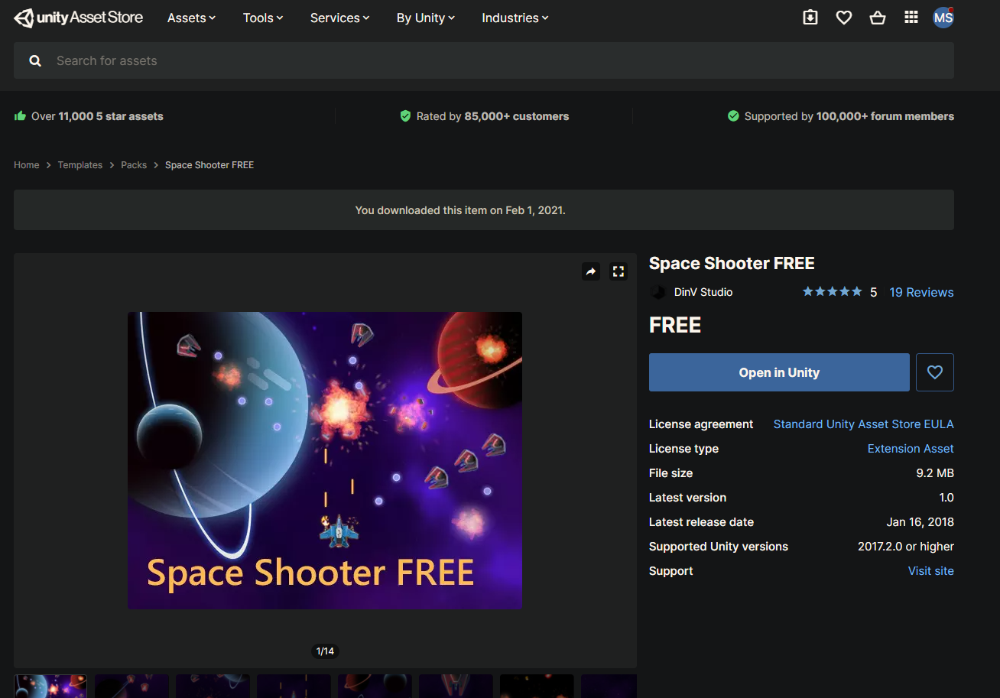 unity Asset Store Assets Tools Services By Unity Industries MS
Search for assets
Over 11,000 5 star assets Rated by 85,000+ customers Supported by 100,000+ forum members
Home > Templates > Packs > Space Shooter FREE
You downloaded this item on Feb 1, 2021.
Space Shooter FREE
1/14
Space Shooter FREE
DinV Studio 5 19 Reviews
FREE
Open in Unity
License agreement Standard Unity Asset Store EULA
License type Extension Asset
File size 9.2 MB
Latest version 1.0
Latest release date Jan 16, 2018
Supported Unity versions 2017.2.0 or higher
Support Visit site